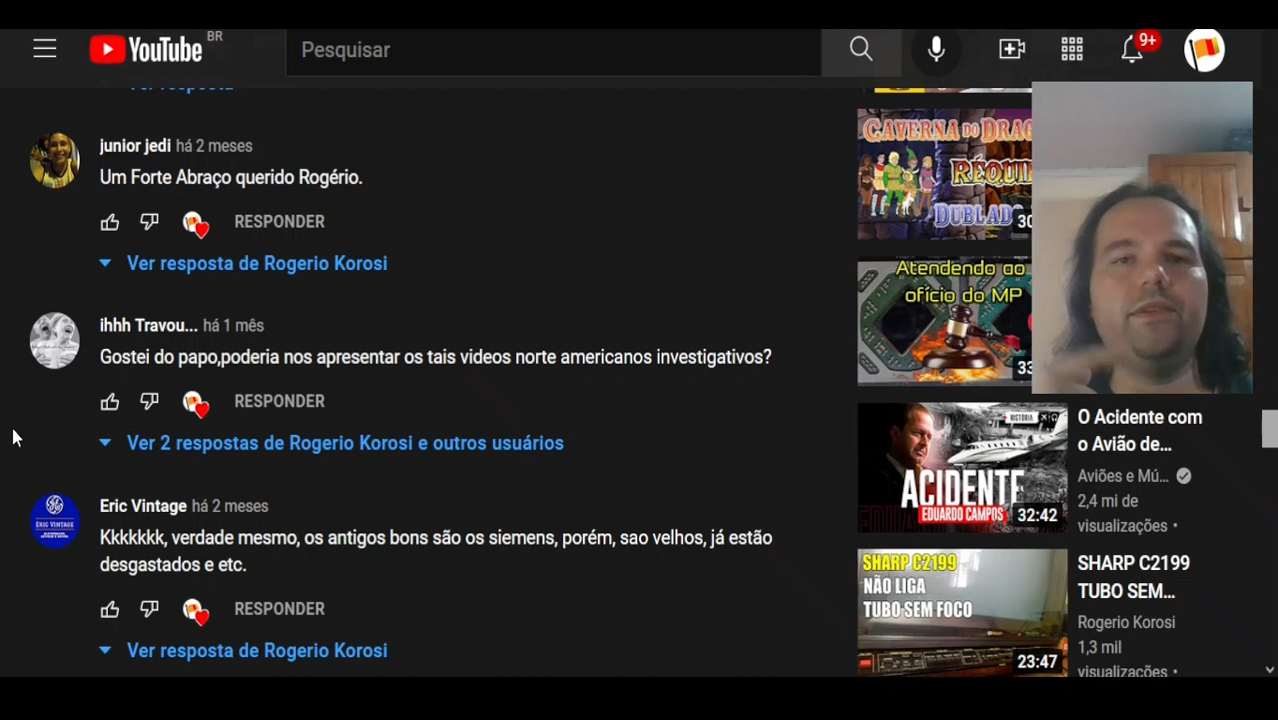 YouTube BR
Pesquisar
9+
junior jedi há 2 meses
Um Forte Abraço querido Rogério.
RESPONDER
Ver resposta de Rogerio Korosi
ihhh Travou... há 1 mês
Gostei do papo,poderia nos apresentar os tais videos norte americanos investigativos?
RESPONDER
Ver 2 respostas de Rogerio Korosi e outros usuários
ERIC VINTAGE
Eric Vintage há 2 meses
Kkkkkkk, verdade mesmo, os antigos bons são os siemens, porém, sao velhos, já estão
desgastados e etc.
RESPONDER
Ver resposta de Rogerio Korosi
CAVERNA DO DRAG
RÉQUI
DUBLAD
30
Atendendo ao
ofício do MP
33
HISTÓRIA
ACIDENTE
EDUARDO CAMPOS
32:42
O Acidente com
o Avião de...
Aviões e Mú...
2,4 mi de
visualizações •
SHARP C2199
NÃO LIGA
TUBO SEM FOCO
23:47
SHARP C2199
TUBO SEM...
Rogerio Korosi
1,3 mil
visualizações •